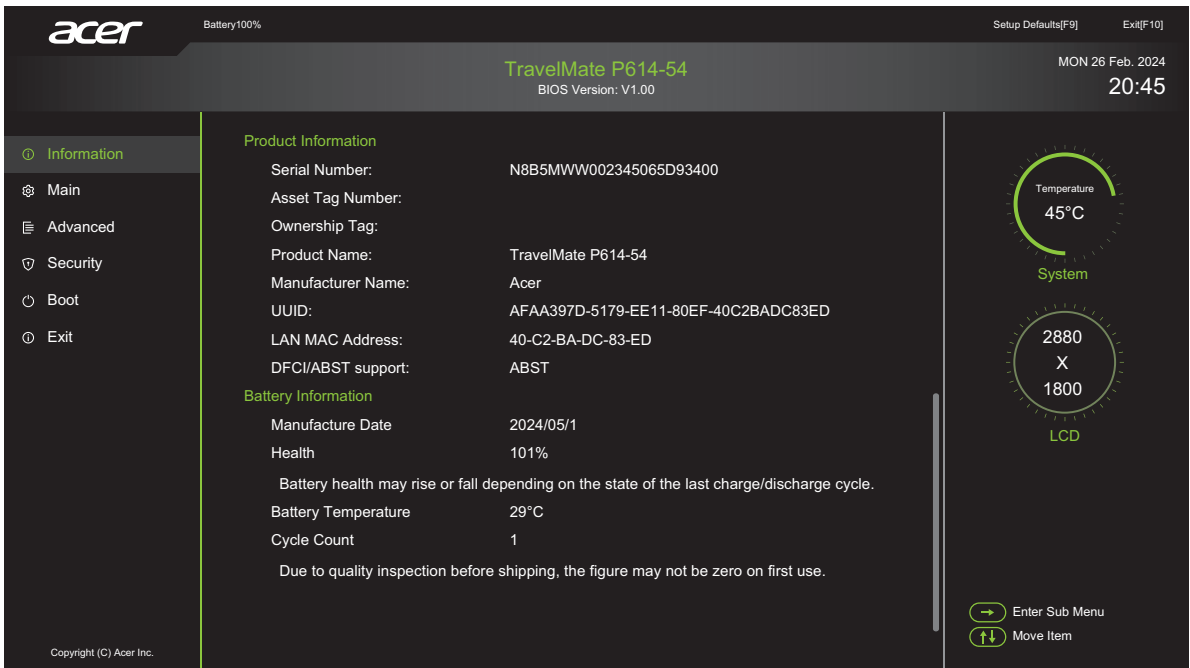 acer
Battery100%
Setup Defaults[F9] Exit[F10]
TravelMate P614-54
BIOS Version: V1.00
MON 26 Feb. 2024
20:45
Information
Main
Advanced
Security
Boot
Exit
Product Information
Serial Number: N8B5MWW002345065D93400
Asset Tag Number:
Ownership Tag:
Product Name: TravelMate P614-54
Manufacturer Name: Acer
UUID: AFAA397D-5179-EE11-80EF-40C2BADC83ED
LAN MAC Address: 40-C2-BA-DC-83-ED
DFCI/ABST support: ABST
Battery Information
Manufacture Date 2024/05/1
Health 101%
Battery health may rise or fall depending on the state of the last charge/discharge cycle.
Battery Temperature 29°C
Cycle Count 1
Due to quality inspection before shipping, the figure may not be zero on first use.
Temperature
45°C
System
2880
X
1800
LCD
Enter Sub Menu
Move Item
Copyright (C) Acer Inc.